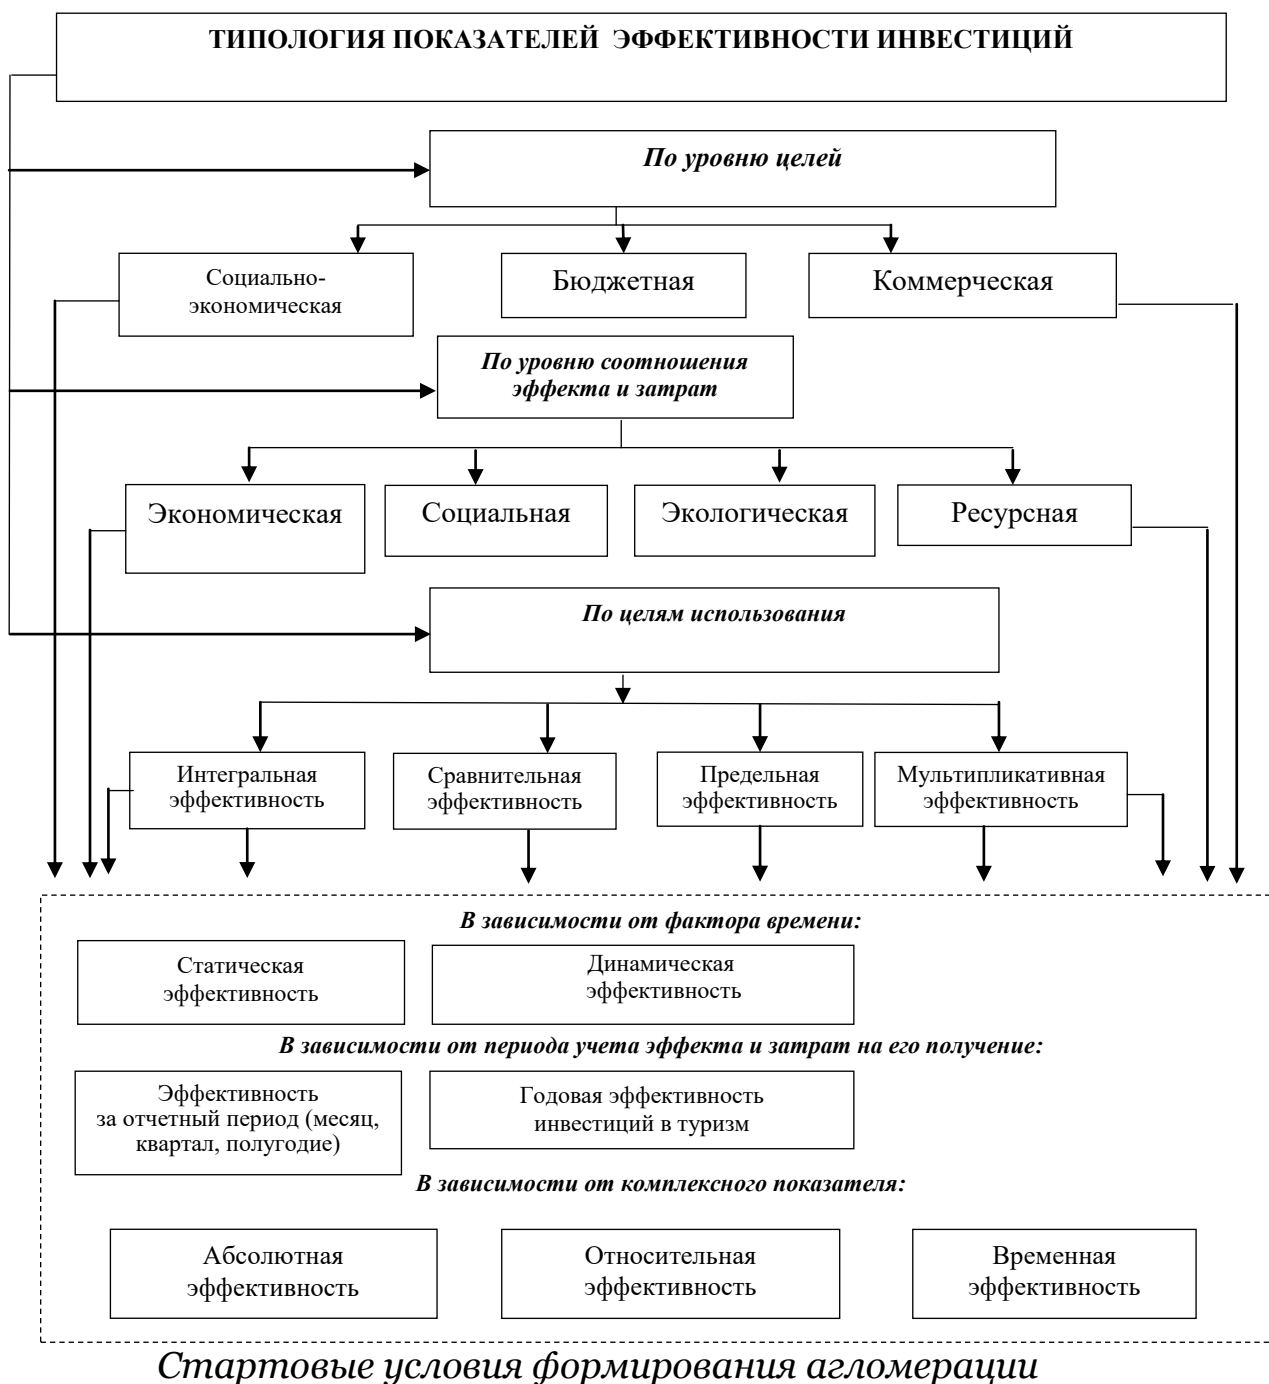 ТИПОЛОГИЯ ПОКАЗАТЕЛЕЙ ЭФФЕКТИВНОСТИ ИНВЕСТИЦИЙ
По уровню целей
Социально-
экономическая
Бюджетная
Коммерческая
По уровню соотношения
эффекта и затрат
Экономическая
Социальная
Экологическая
Ресурсная
По целям использования
Интегральная
эффективность
Сравнительная
эффективность
Предельная
эффективность
Мультипликативная
эффективность
В зависимости от фактора времени:
Статическая
эффективность
Динамическая
эффективность
В зависимости от периода учета эффекта и затрат на его получение:
Эффективность
за отчетный период (месяц,
квартал, полугодие)
Годовая эффективность
инвестиций в туризм
В зависимости от комплексного показателя:
Абсолютная
эффективность
Относительная
эффективность
Временная
эффективность
Стартовые условия формирования агломерации